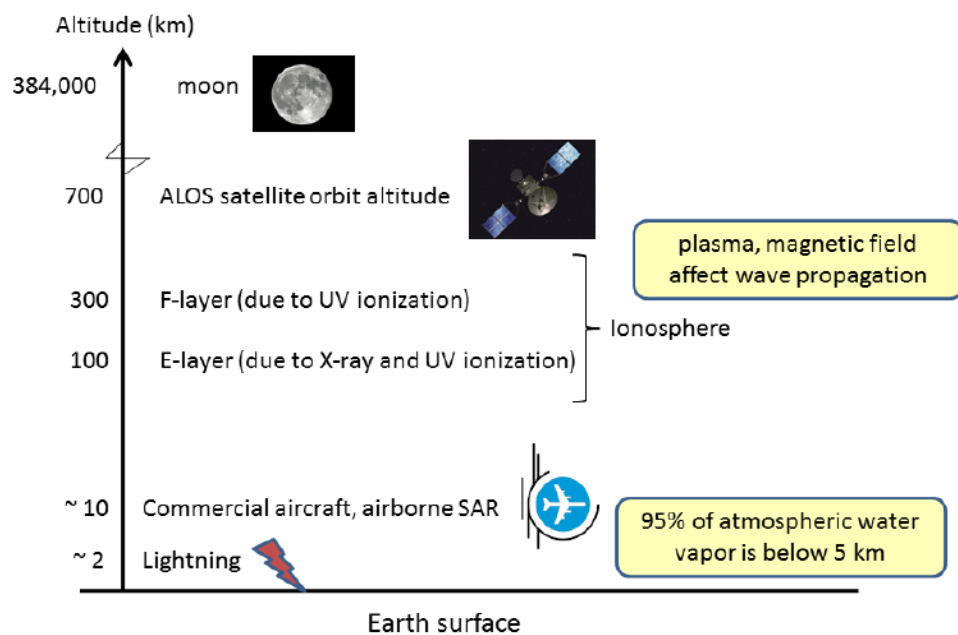 Altitude (km)
384,000 moon
700 ALOS satellite orbit altitude
plasma, magnetic field
affect wave propagation
300 F-layer (due to UV ionization)
Ionosphere
100 E-layer (due to X-ray and UV ionization)
~ 10 Commercial aircraft, airborne SAR
95% of atmospheric water
vapor is below 5 km
~ 2 Lightning
Earth surface